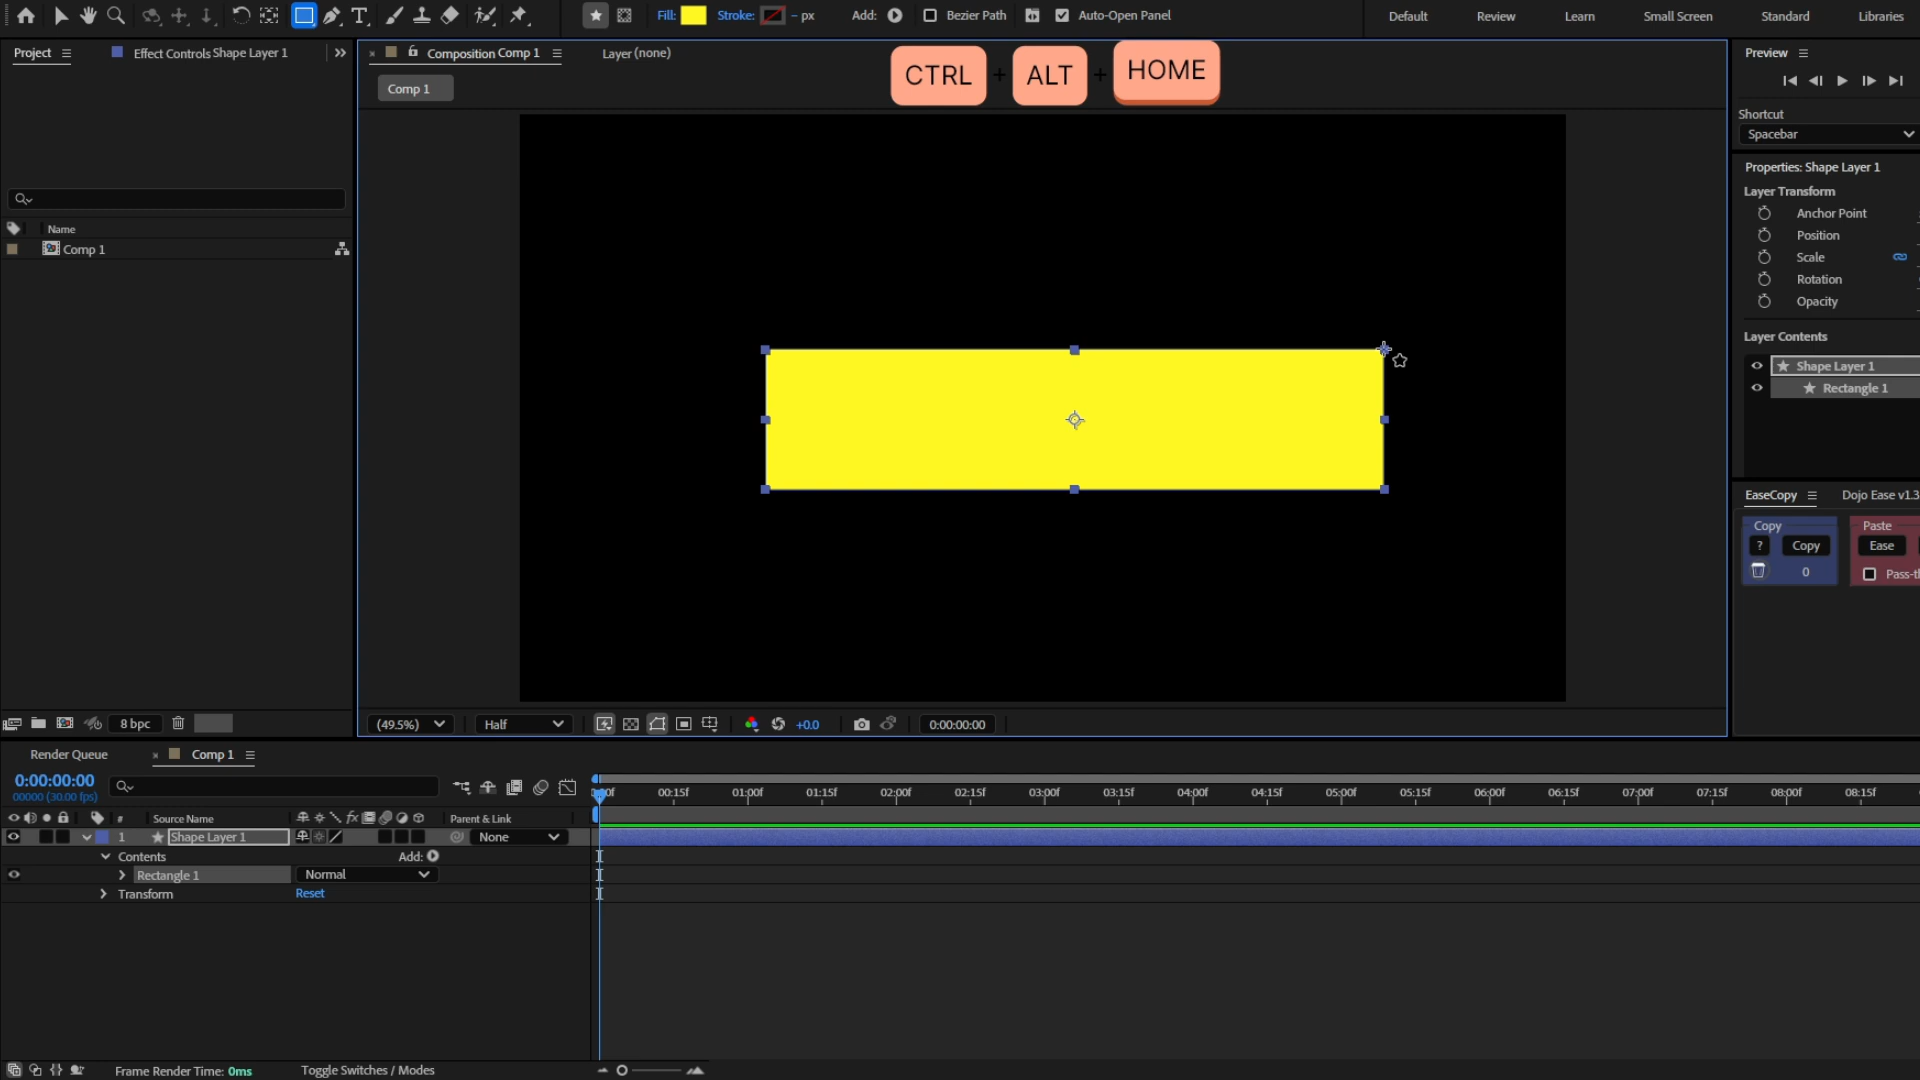 Fill: Stroke: – px Add: Bezier Path Auto-Open Panel Default Review Learn Small Screen Standard Libraries
Project Effect Controls Shape Layer 1
Composition Comp 1 Layer (none)
Comp 1
CTRL + ALT + HOME
Name
Comp 1
8 bpc
(49.5%) Half +0.0 0:00:00:00
Preview
Shortcut
Spacebar
Properties: Shape Layer 1
Layer Transform
Anchor Point
Position
Scale
Rotation
Opacity
Layer Contents
Shape Layer 1
Rectangle 1
EaseCopy Dojo Ease v1.3
Copy Paste
? Copy Ease
0 Pass-t
Render Queue Comp 1
0:00:00:00
00000 (30.00 fps)
00:15f 01:00f 01:15f 02:00f 02:15f 03:00f 03:15f 04:00f 04:15f 05:00f 05:15f 06:00f 06:15f 07:00f 07:15f 08:00f 08:15f
# Source Name Parent & Link
1 Shape Layer 1 None
Contents Add:
Rectangle 1 Normal
Transform Reset
Frame Render Time: 0ms Toggle Switches / Modes